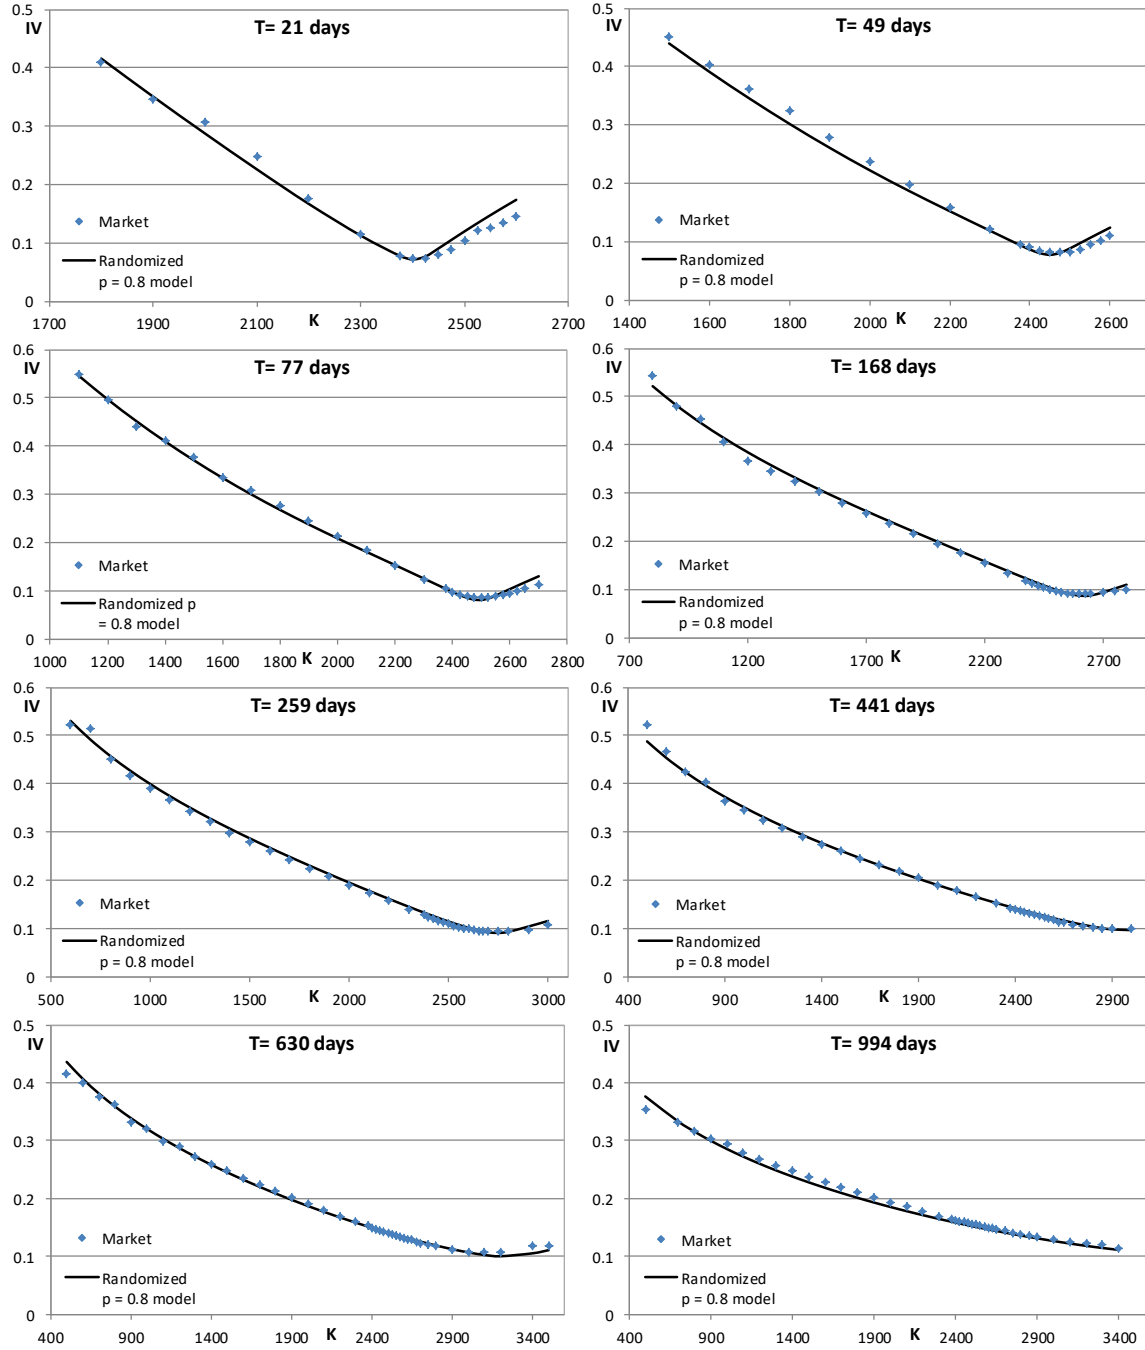 T= 21 days
IV
0.5
0.4
0.3
0.2
0.1
0
Market
Randomized
p = 0.8 model
1700 1900 2100 2300 K 2500 2700
T= 49 days
IV
0.5
0.4
0.3
0.2
0.1
0
Market
Randomized
p = 0.8 model
1400 1600 1800 2000 K 2200 2400 2600
T= 77 days
IV
0.6
0.5
0.4
0.3
0.2
0.1
0
Market
Randomized p
= 0.8 model
1000 1200 1400 1600 1800 K 2000 2200 2400 2600 2800
T= 168 days
IV
0.6
0.5
0.4
0.3
0.2
0.1
0
Market
Randomized
p = 0.8 model
700 1200 1700 K 2200 2700
T= 259 days
IV
0.6
0.5
0.4
0.3
0.2
0.1
0
Market
Randomized
p = 0.8 model
500 1000 1500 K 2000 2500 3000
T= 441 days
IV
0.6
0.5
0.4
0.3
0.2
0.1
0
Market
Randomized
p = 0.8 model
400 900 1400 K 1900 2400 2900
T= 630 days
IV
0.5
0.4
0.3
0.2
0.1
0
Market
Randomized
p = 0.8 model
400 900 1400 1900 K 2400 2900 3400
T= 994 days
IV
0.5
0.4
0.3
0.2
0.1
0
Market
Randomized
p = 0.8 model
400 900 1400 1900 K 2400 2900 3400